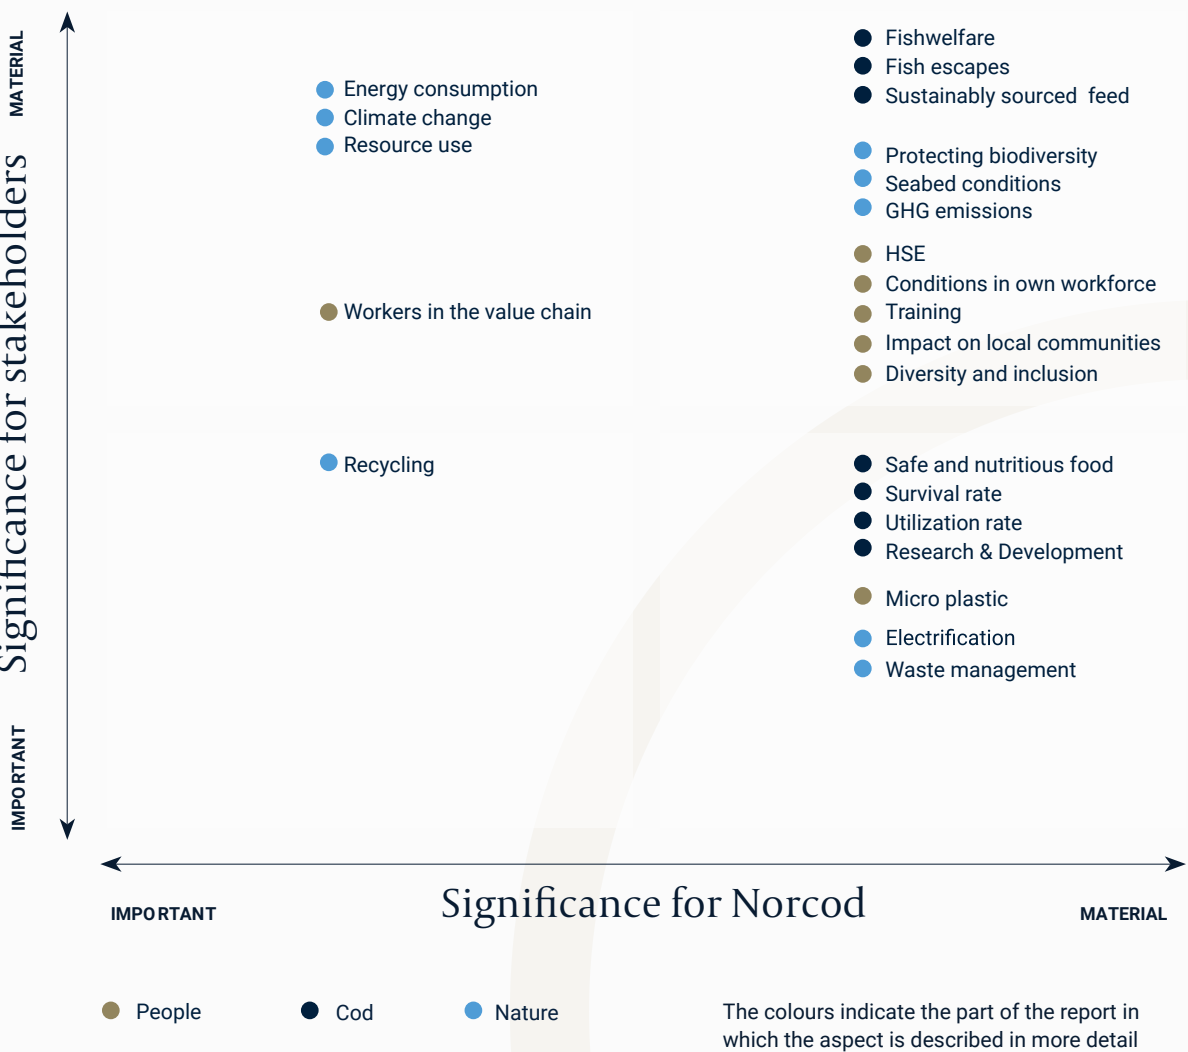 MATERIAL
Significance for stakeholders
IMPORTANT
Energy consumption
Climate change
Resource use
Workers in the value chain
Fishwelfare
Fish escapes
Sustainably sourced feed
Protecting biodiversity
Seabed conditions
GHG emissions
HSE
Conditions in own workforce
Training
Impact on local communities
Diversity and inclusion
Recycling
Safe and nutritious food
Survival rate
Utilization rate
Research & Development
Micro plastic
Electrification
Waste management
IMPORTANT
Significance for Norcod
MATERIAL
People
Cod
Nature
The colours indicate the part of the report in
which the aspect is described in more detail